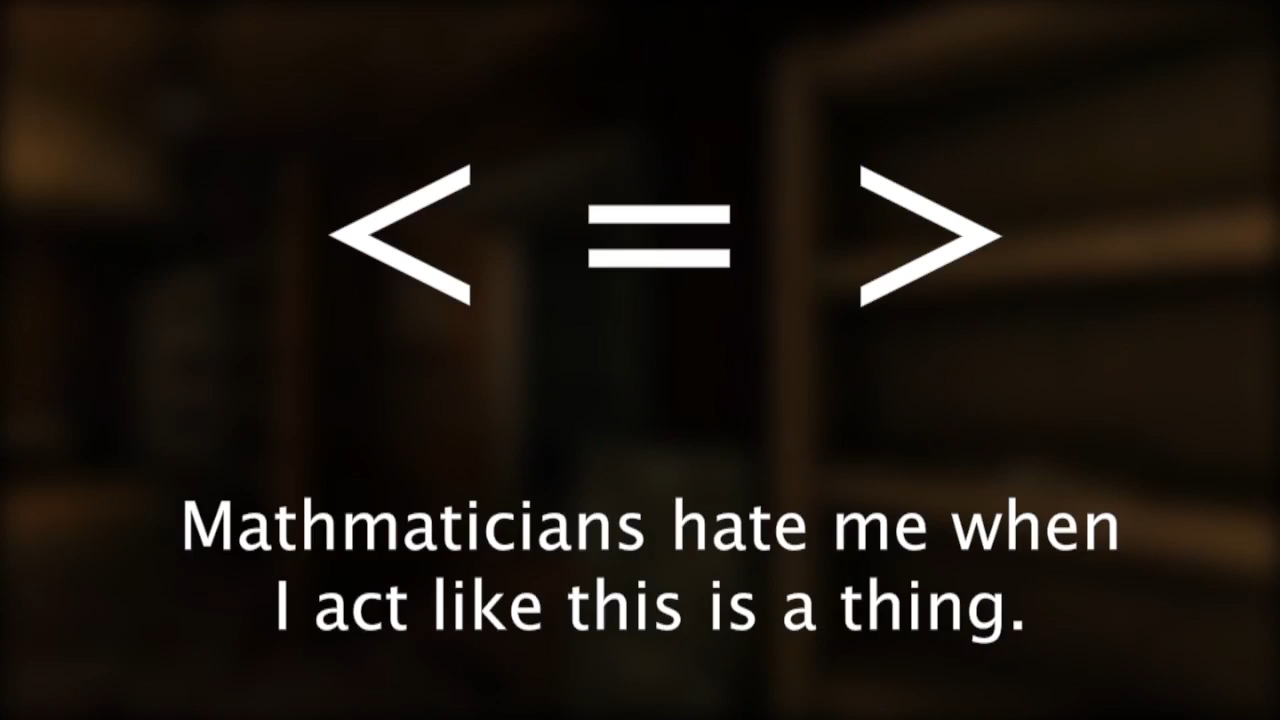 < = >
Mathmaticians hate me when
I act like this is a thing.